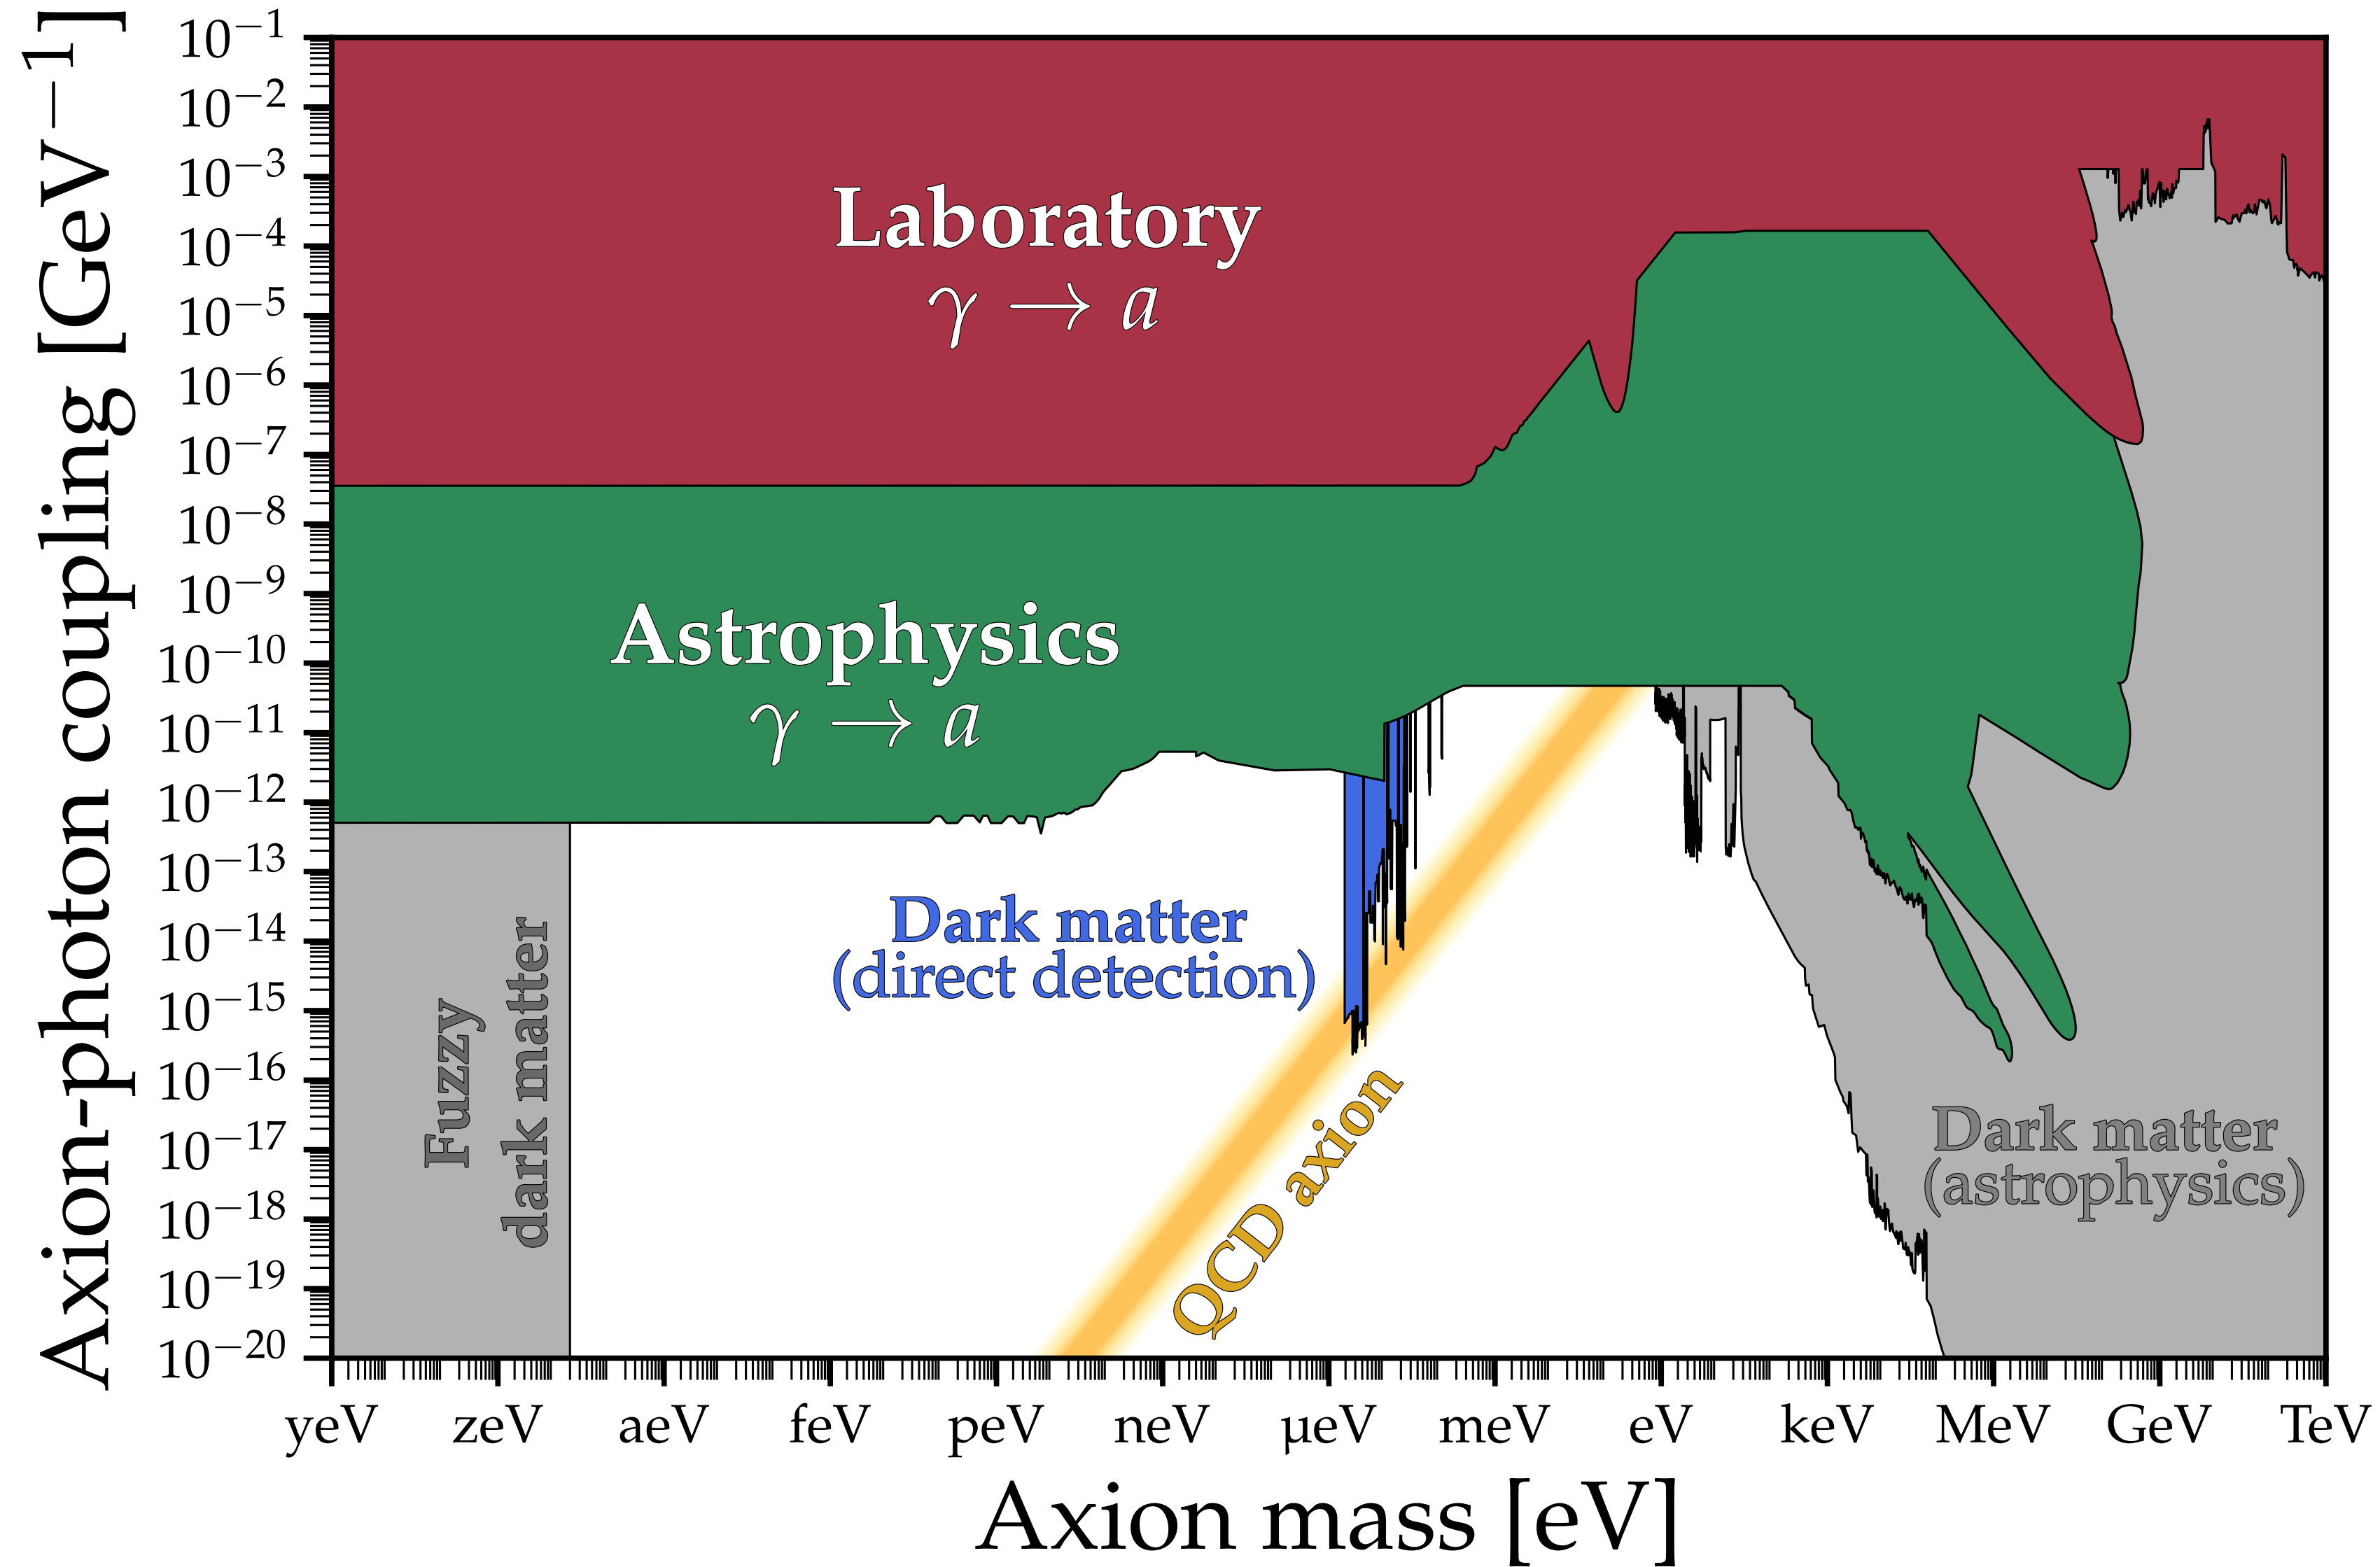 Axion-photon coupling [GeV⁻¹]
10⁻¹
10⁻²
10⁻³
10⁻⁴
10⁻⁵
10⁻⁶
10⁻⁷
10⁻⁸
10⁻⁹
10⁻¹⁰
10⁻¹¹
10⁻¹²
10⁻¹³
10⁻¹⁴
10⁻¹⁵
10⁻¹⁶
10⁻¹⁷
10⁻¹⁸
10⁻¹⁹
10⁻²⁰
Laboratory
γ → a
Astrophysics
γ → a
Dark matter
(direct detection)
Fuzzy
dark matter
QCD axion
Dark matter
(astrophysics)
yeV zeV aeV feV peV neV µeV meV eV keV MeV GeV TeV
Axion mass [eV]